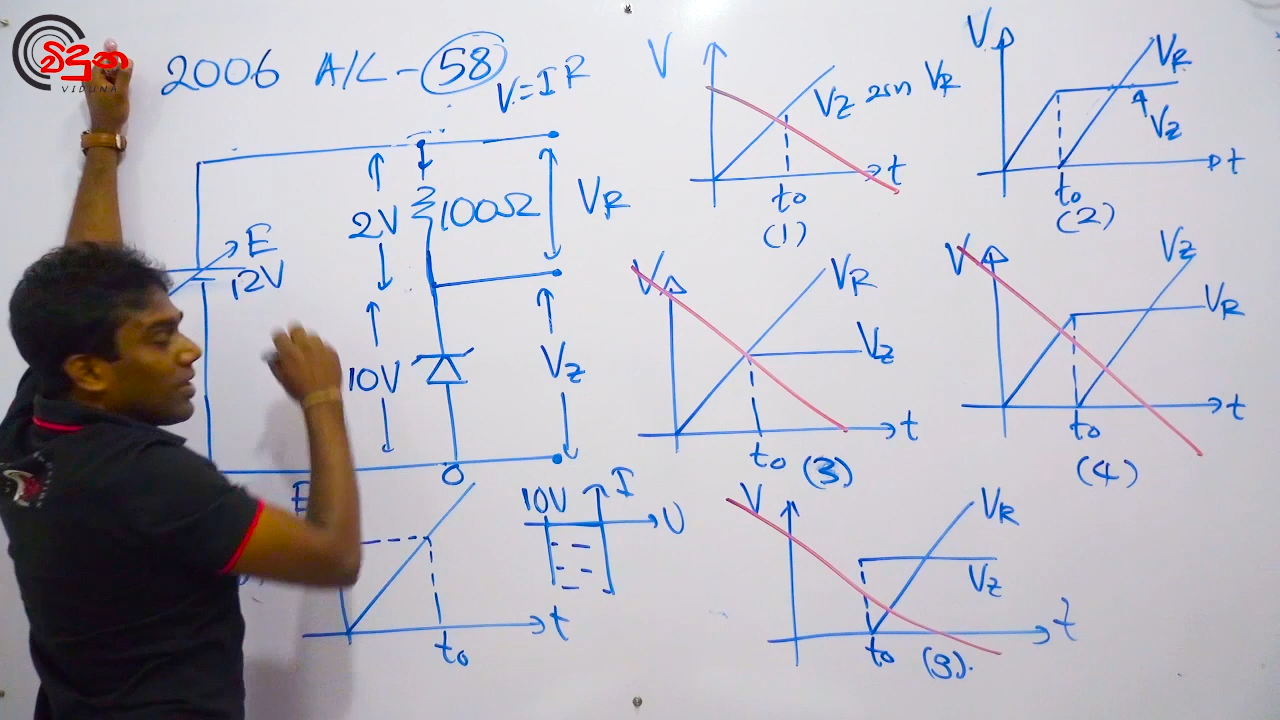 විදුන
VIDUNA
2006 A/L - 58
V = IR
E
12V
2V
100Ω
VR
10V
Vz
E
t
t₀
10V
I
V
V
Vz සහ VR
t
t₀
(1)
V
VR
Vz
t
t₀
(2)
V
VR
Vz
t
t₀
(3)
V
Vz
VR
t
t₀
(4)
V
VR
Vz
t
t₀
(5)